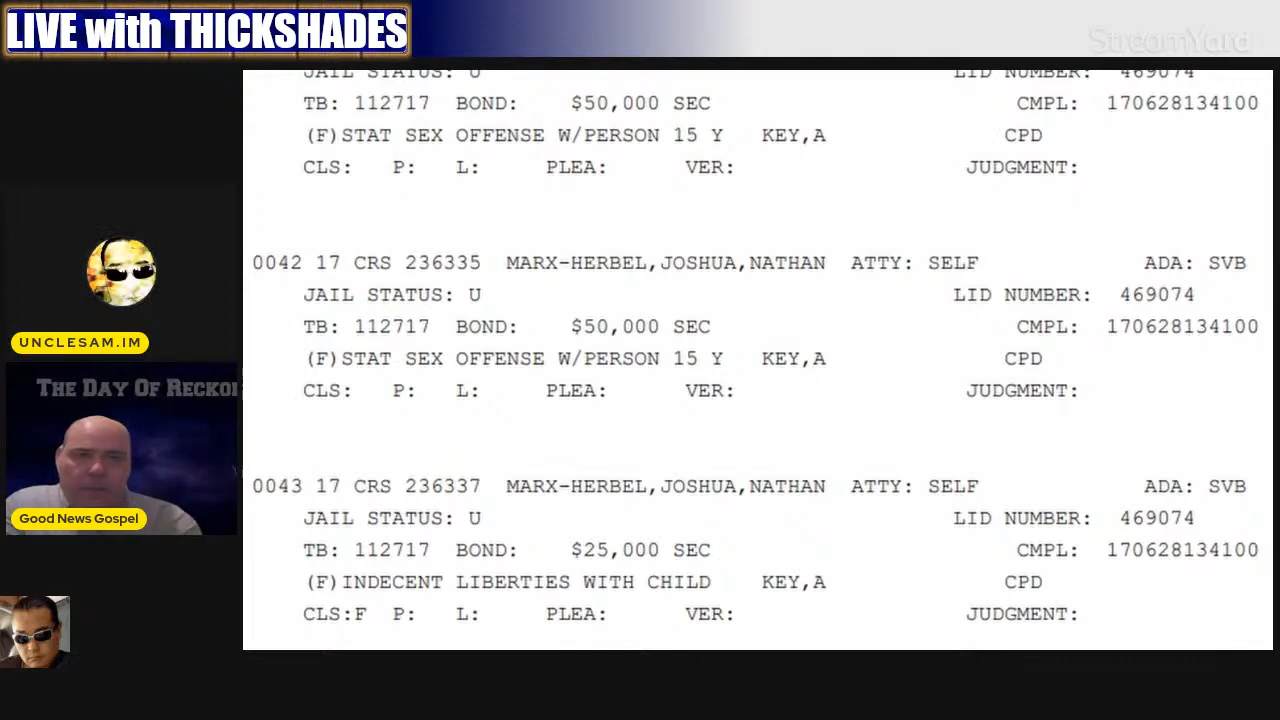 LIVE with THICKSHADES
StreamYard
JAIL STATUS: U LID NUMBER: 469074
TB: 112717 BOND: $50,000 SEC CMPL: 170628134100
(F)STAT SEX OFFENSE W/PERSON 15 Y KEY,A CPD
CLS: P: L: PLEA: VER: JUDGMENT:
0042 17 CRS 236335 MARX-HERBEL,JOSHUA,NATHAN ATTY: SELF ADA: SVB
JAIL STATUS: U LID NUMBER: 469074
TB: 112717 BOND: $50,000 SEC CMPL: 170628134100
(F)STAT SEX OFFENSE W/PERSON 15 Y KEY,A CPD
CLS: P: L: PLEA: VER: JUDGMENT:
0043 17 CRS 236337 MARX-HERBEL,JOSHUA,NATHAN ATTY: SELF ADA: SVB
JAIL STATUS: U LID NUMBER: 469074
TB: 112717 BOND: $25,000 SEC CMPL: 170628134100
(F)INDECENT LIBERTIES WITH CHILD KEY,A CPD
CLS:F P: L: PLEA: VER: JUDGMENT:
UNCLESAM.IM
THE DAY OF RECKO
Good News Gospel